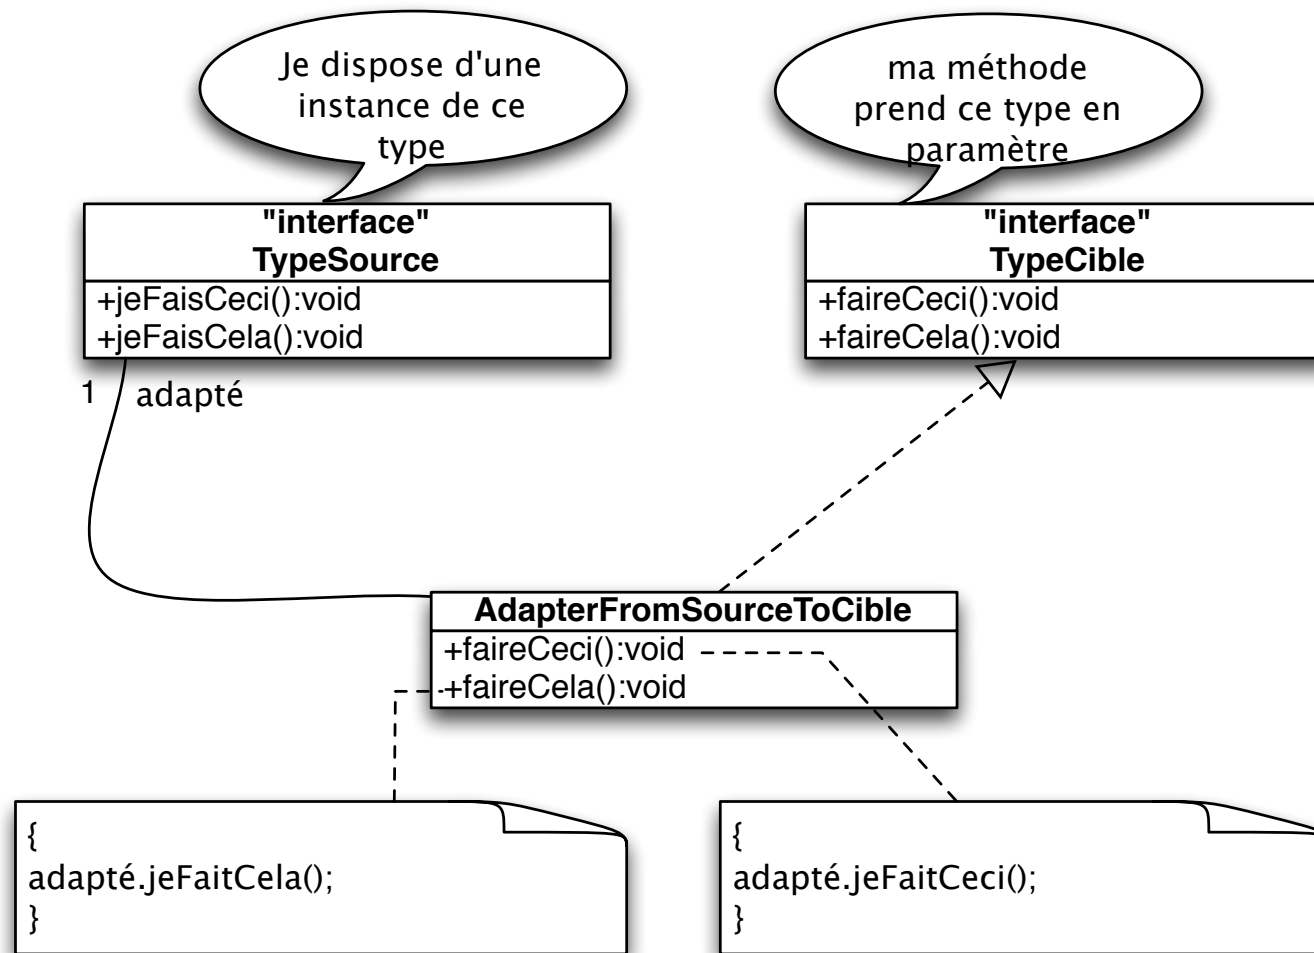 Je dispose d'une
instance de ce
type
ma méthode
prend ce type en
paramètre
"interface"
TypeSource
+jeFaisCeci():void
+jeFaisCela():void
"interface"
TypeCible
+faireCeci():void
+faireCela():void
1 adapté
AdapterFromSourceToCible
+faireCeci():void
+faireCela():void
{
adapté.jeFaitCela();
}
{
adapté.jeFaitCeci();
}